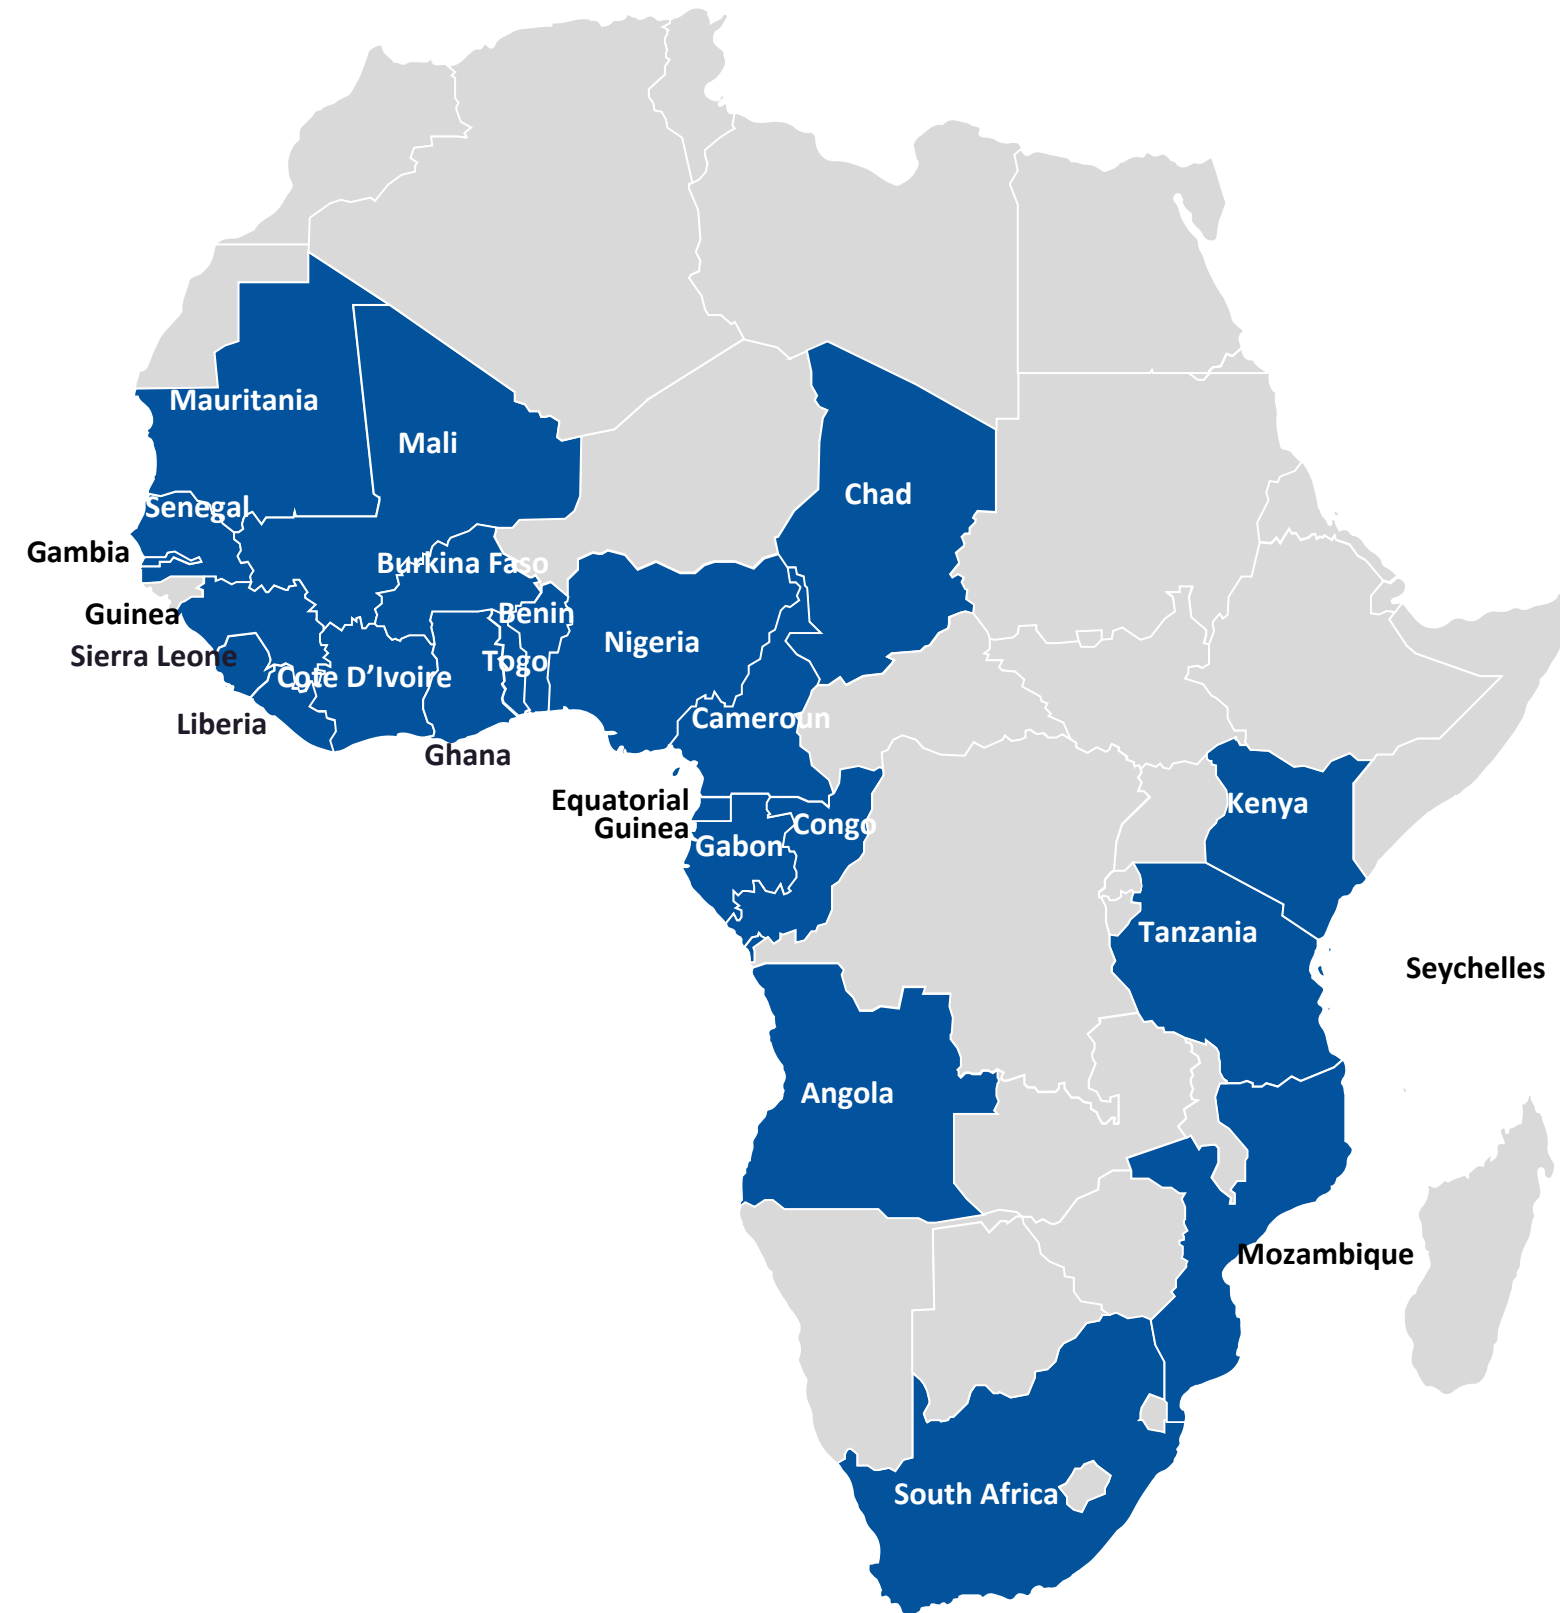 Mauritania
Mali
Chad
Senegal
Gambia
Burkina Faso
Guinea
Benin
Nigeria
Sierra Leone
Togo
Cote D’Ivoire
Liberia
Cameroun
Ghana
Equatorial
Guinea
Kenya
Congo
Gabon
Tanzania
Seychelles
Angola
Mozambique
South Africa